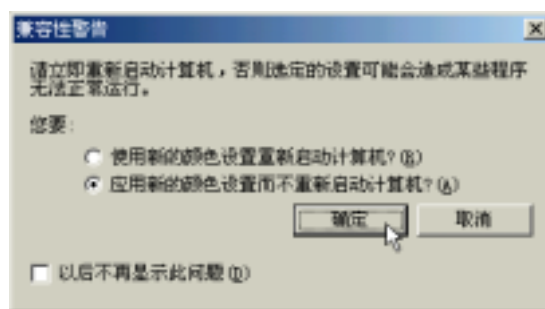 兼容性警告
请立即重新启动计算机，否则选定的设置可能会造成某些程序
无法正常运行。
您要：
使用新的颜色设置重新启动计算机？(R)
应用新的颜色设置而不重新启动计算机？(A)
确定
取消
以后不再显示此问题(D)